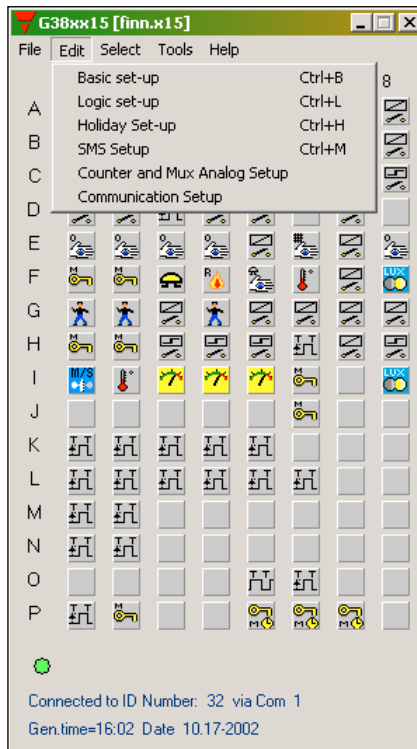 G38xx15 [finn.x15]
File Edit Select Tools Help
Basic set-up Ctrl+B
Logic set-up Ctrl+L
Holiday Set-up Ctrl+H
SMS Setup Ctrl+M
Counter and Mux Analog Setup
Communication Setup
8
A
B
C
D
E
F M M R LUX
G
H M M T T
I M/S M LUX
J M
K T T T T T T T T T T
L T T T T T T T T T T T T
M T T T T
N T T T T
O T T T T
P T T M M M M
Connected to ID Number: 32 via Com 1
Gen.time=16:02 Date 10.17-2002